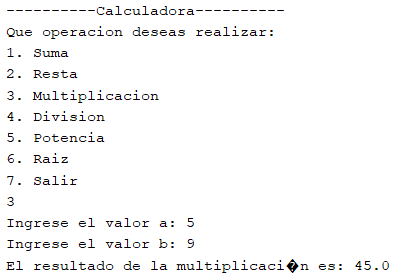 ----------Calculadora----------
Que operacion deseas realizar:
1. Suma
2. Resta
3. Multiplicacion
4. Division
5. Potencia
6. Raiz
7. Salir
3
Ingrese el valor a: 5
Ingrese el valor b: 9
El resultado de la multiplicaci�n es: 45.0